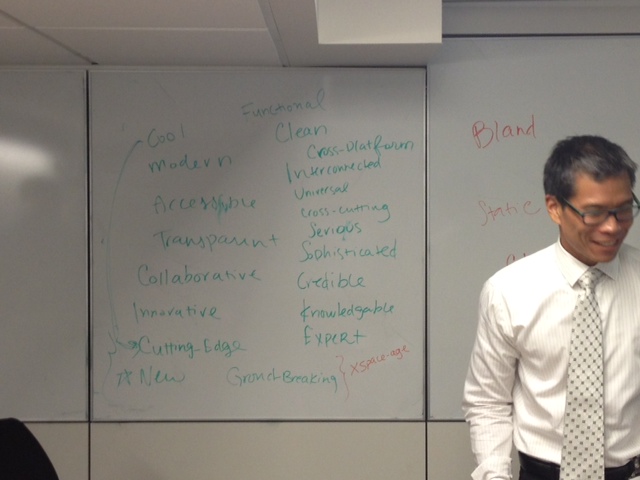 Functional
Cool Clean
Cross-Platform
Modern Interconnected
Universal
Accessible Cross-cutting
Serious
Transparent Sophisticated
Collaborative Credible
Innovative Knowledgable
Cutting-Edge Expert
New Ground-Breaking Xspace-age
Bland
Static